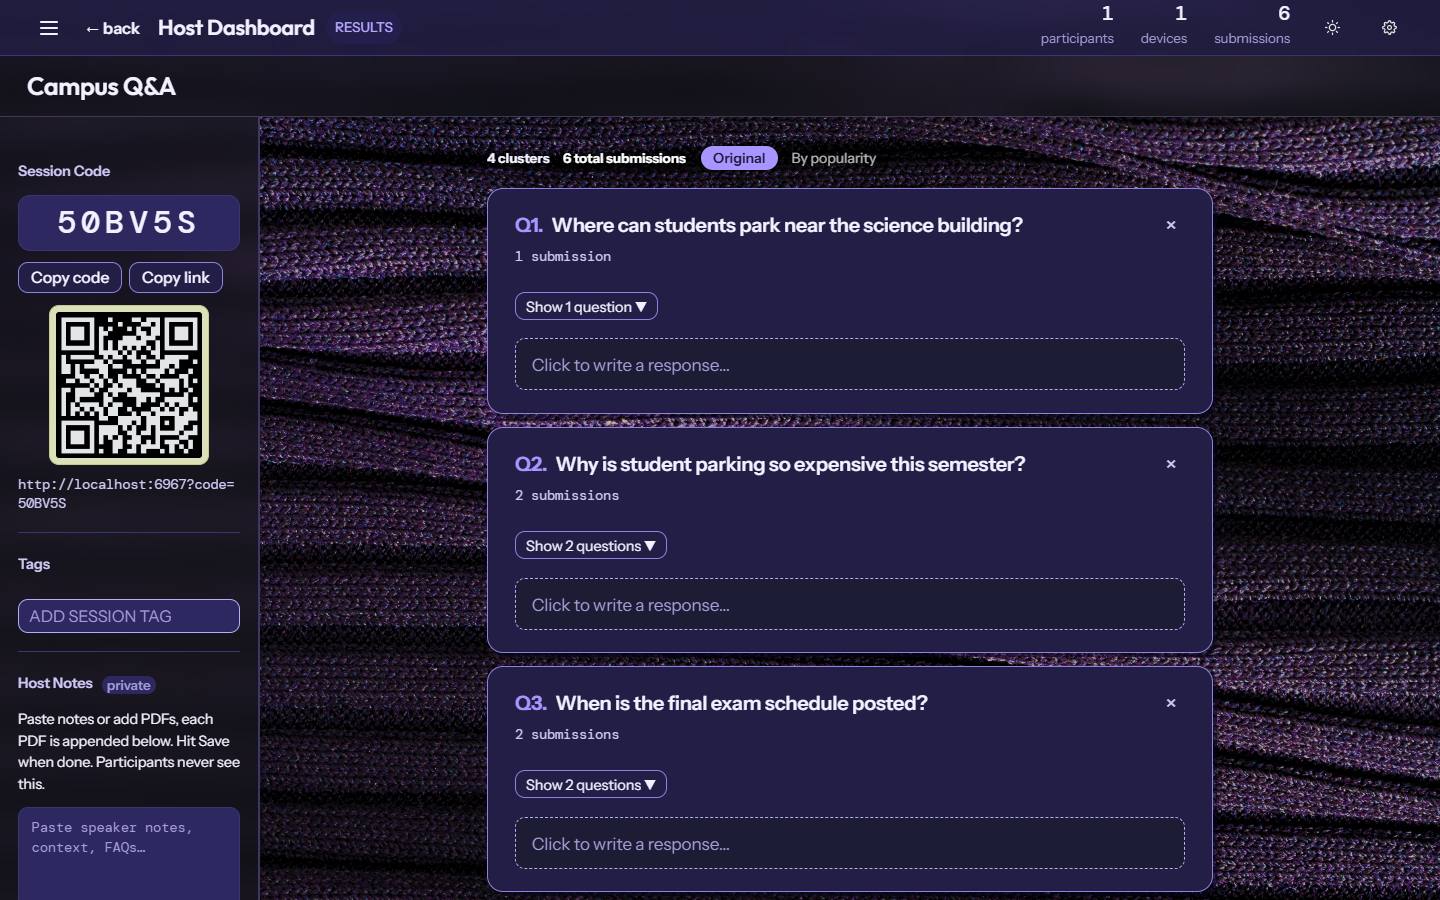 ← back Host Dashboard RESULTS
1 participants
1 devices
6 submissions
Campus Q&A
Session Code
50BV5S
Copy code Copy link
http://localhost:6967?code=
50BV5S
Tags
ADD SESSION TAG
Host Notes private
Paste notes or add PDFs, each
PDF is appended below. Hit Save
when done. Participants never see
this.
Paste speaker notes,
context, FAQs…
4 clusters 6 total submissions Original By popularity
Q1. Where can students park near the science building? ×
1 submission
Show 1 question ▼
Click to write a response...
Q2. Why is student parking so expensive this semester? ×
2 submissions
Show 2 questions ▼
Click to write a response...
Q3. When is the final exam schedule posted? ×
2 submissions
Show 2 questions ▼
Click to write a response...